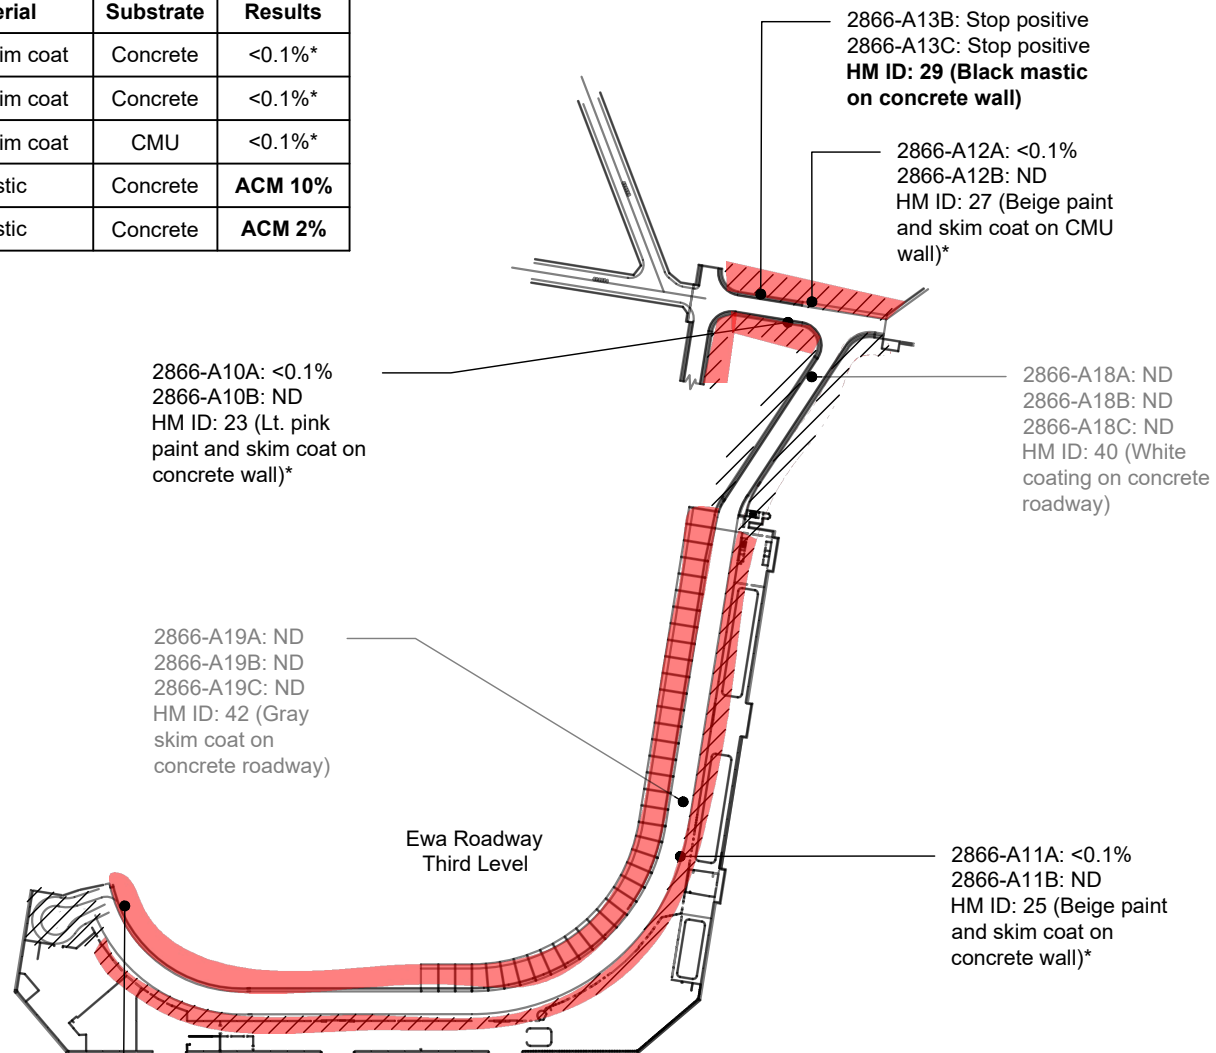 erial Substrate Results
im coat Concrete <0.1%*
im coat Concrete <0.1%*
im coat CMU <0.1%*
stic Concrete ACM 10%
stic Concrete ACM 2%
2866-A13B: Stop positive
2866-A13C: Stop positive
HM ID: 29 (Black mastic
on concrete wall)
2866-A12A: <0.1%
2866-A12B: ND
HM ID: 27 (Beige paint
and skim coat on CMU
wall)*
2866-A10A: <0.1%
2866-A10B: ND
HM ID: 23 (Lt. pink
paint and skim coat on
concrete wall)*
2866-A18A: ND
2866-A18B: ND
2866-A18C: ND
HM ID: 40 (White
coating on concrete
roadway)
2866-A19A: ND
2866-A19B: ND
2866-A19C: ND
HM ID: 42 (Gray
skim coat on
concrete roadway)
Ewa Roadway
Third Level
2866-A11A: <0.1%
2866-A11B: ND
HM ID: 25 (Beige paint
and skim coat on
concrete wall)*